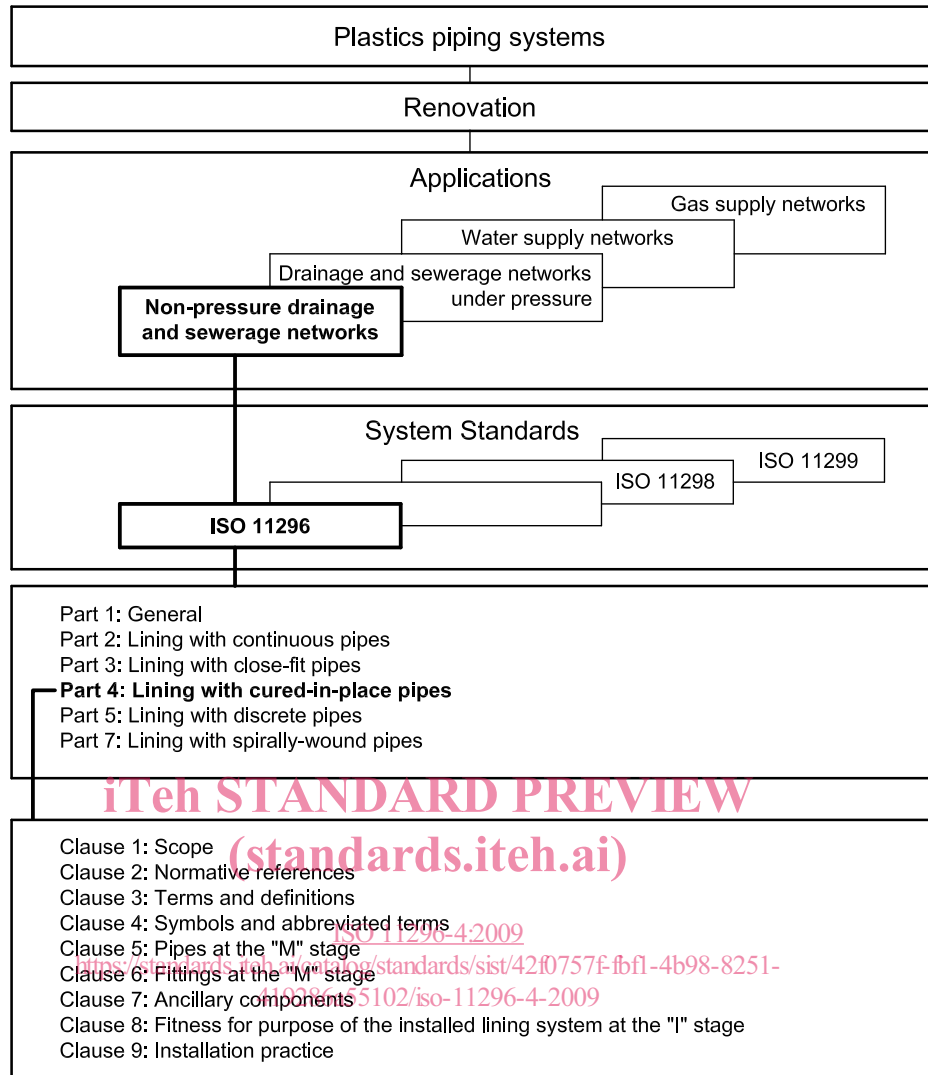 Plastics piping systems
Renovation
Applications
Gas supply networks
Water supply networks
Drainage and sewerage networks
under pressure
Non-pressure drainage
and sewerage networks
System Standards
ISO 11299
ISO 11298
ISO 11296
Part 1: General
Part 2: Lining with continuous pipes
Part 3: Lining with close-fit pipes
Part 4: Lining with cured-in-place pipes
Part 5: Lining with discrete pipes
Part 7: Lining with spirally-wound pipes
iTeh STANDARD PREVIEW
(standards.iteh.ai)
Clause 1: Scope
Clause 2: Normative references
Clause 3: Terms and definitions
Clause 4: Symbols and abbreviated terms
ISO 11296-4:2009
Clause 5: Pipes at the "M" stage
https://standards.iteh.ai/catalog/standards/sist/42f0757f-fbf1-4b98-8251-
Clause 6: Fittings at the "M" stage
Clause 7: Ancillary components
55102/iso-11296-4-2009
Clause 8: Fitness for purpose of the installed lining system at the "I" stage
Clause 9: Installation practice